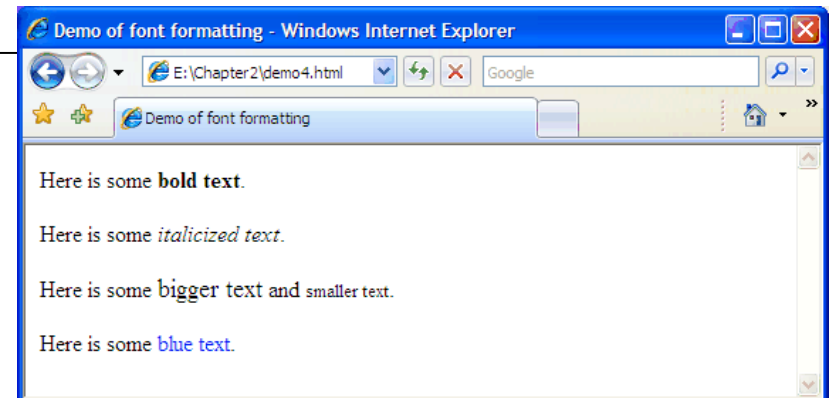 Demo of font formatting - Windows Internet Explorer
E:\Chapter2\demo4.html Google
Demo of font formatting
Here is some bold text.
Here is some italicized text.
Here is some bigger text and smaller text.
Here is some blue text.